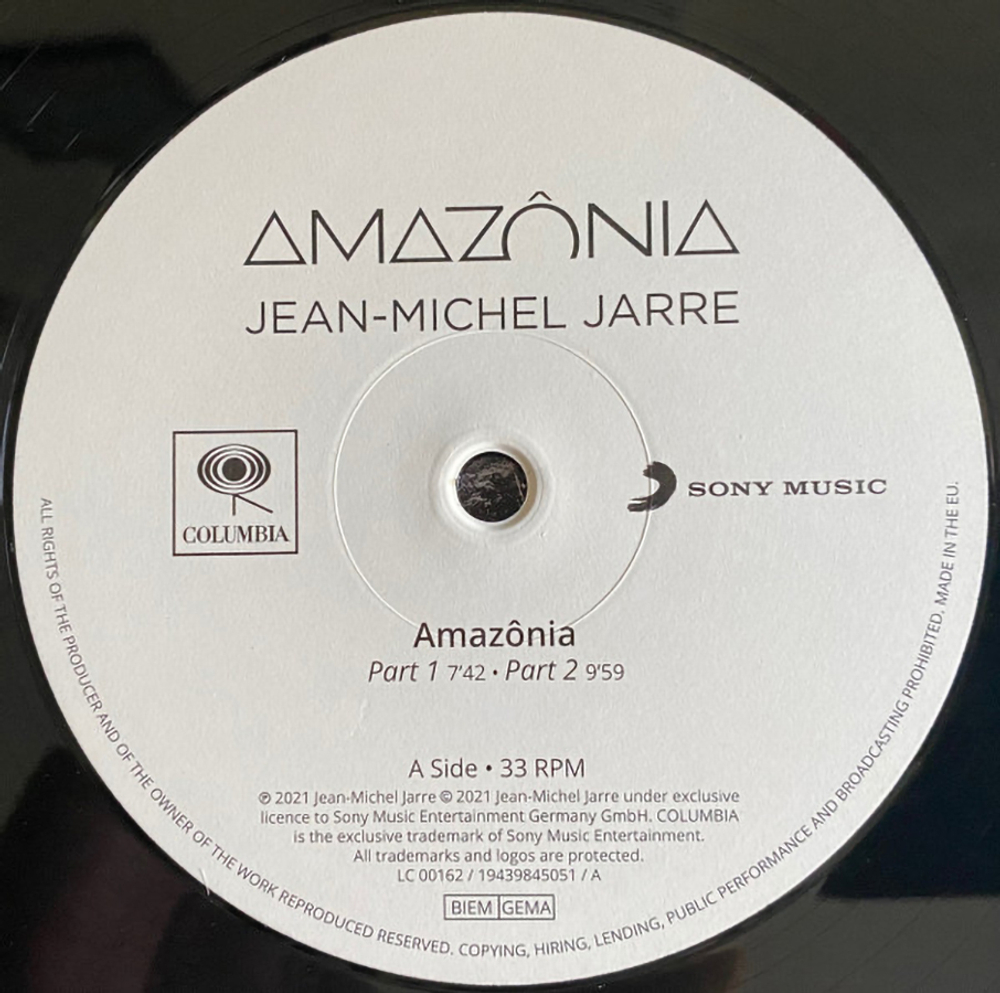 AMAZÔNIA
JEAN-MICHEL JARRE
COLUMBIA
SONY MUSIC
Amazônia
Part 1 7’42 • Part 2 9’59
A Side • 33 RPM
℗ 2021 Jean-Michel Jarre © 2021 Jean-Michel Jarre under exclusive
licence to Sony Music Entertainment Germany GmbH. COLUMBIA
is the exclusive trademark of Sony Music Entertainment.
All trademarks and logos are protected.
LC 00162 / 19439845051 / A
BIEM GEMA
ALL RIGHTS OF THE PRODUCER AND OF THE OWNER OF THE WORK REPRODUCED RESERVED. COPYING, HIRING, LENDING, PUBLIC PERFORMANCE AND BROADCASTING PROHIBITED. MADE IN THE EU.